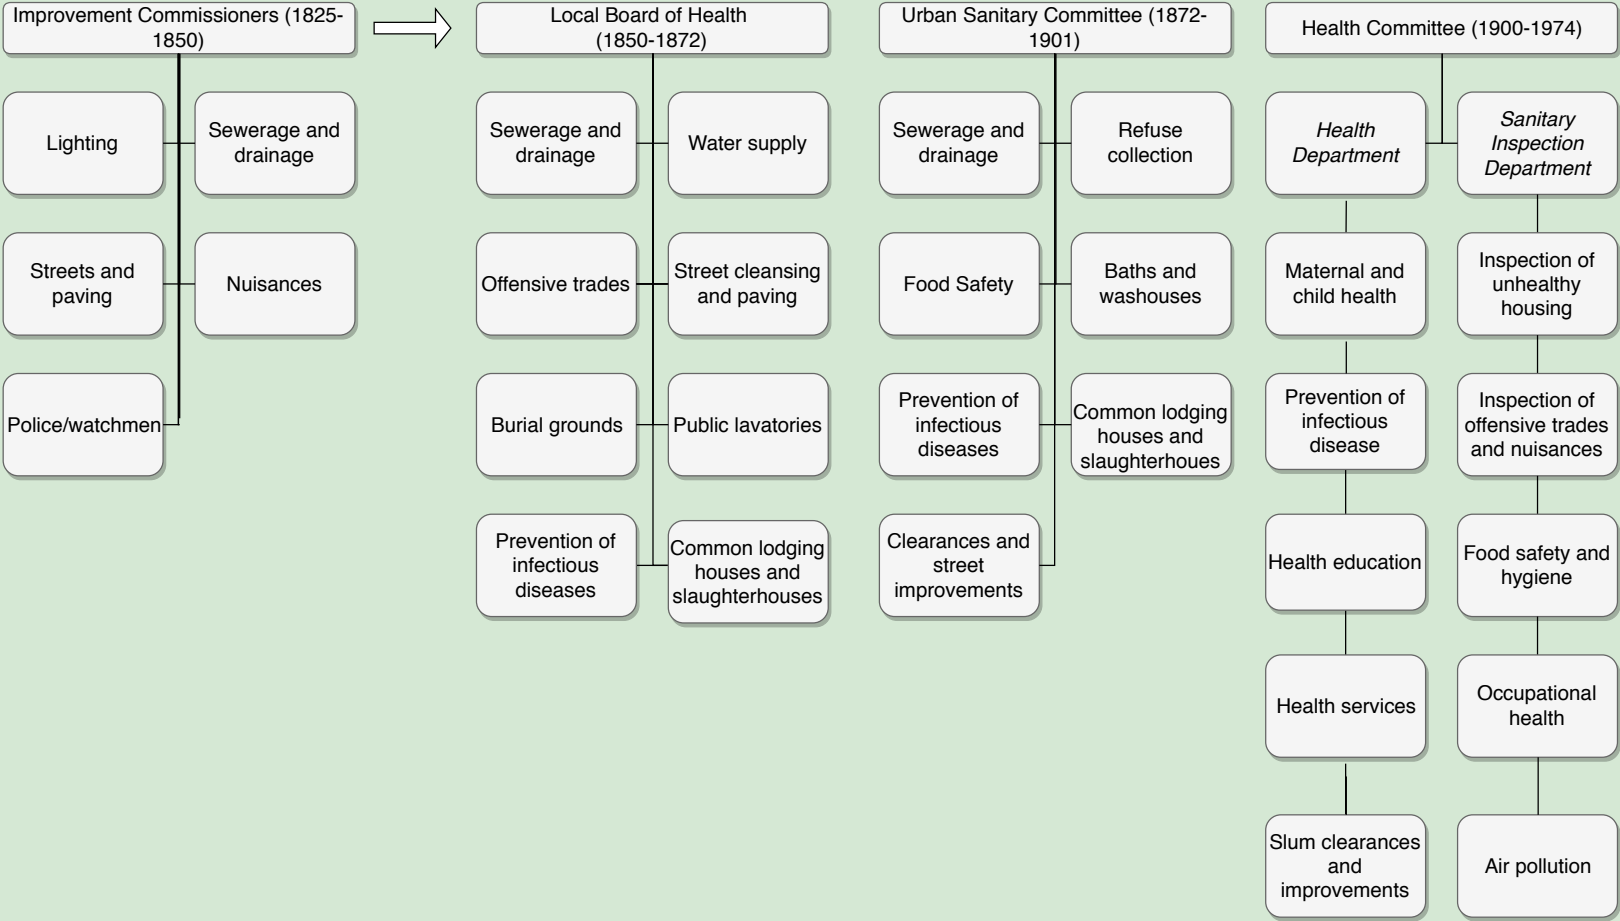 Improvement Commissioners (1825-
1850)
Lighting
Sewerage and
drainage
Streets and
paving
Nuisances
Police/watchmen
Local Board of Health
(1850-1872)
Sewerage and
drainage
Water supply
Offensive trades
Street cleansing
and paving
Burial grounds
Public lavatories
Prevention of
infectious
diseases
Common lodging
houses and
slaughterhouses
Urban Sanitary Committee (1872-
1901)
Sewerage and
drainage
Refuse
collection
Food Safety
Baths and
washouses
Prevention of
infectious
diseases
Common lodging
houses and
slaughterhoues
Clearances and
street
improvements
Health Committee (1900-1974)
Health
Department
Maternal and
child health
Prevention of
infectious
disease
Health education
Health services
Slum clearances
and
improvements
Sanitary
Inspection
Department
Inspection of
unhealthy
housing
Inspection of
offensive trades
and nuisances
Food safety and
hygiene
Occupational
health
Air pollution